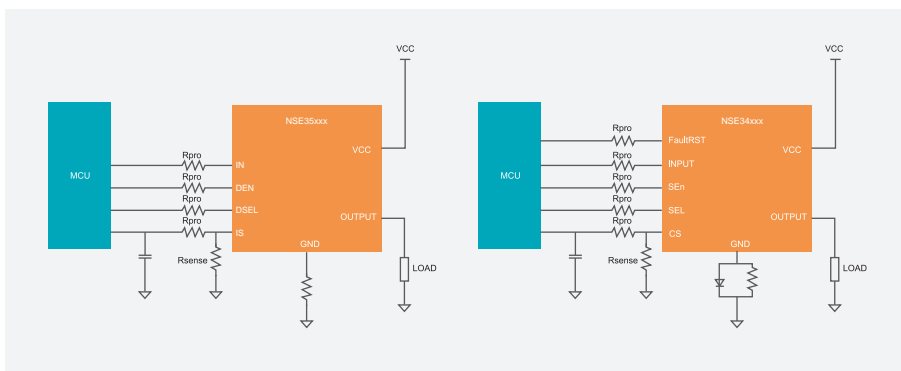 VCC
NSE35xxx
VCC
MCU
Rpro
IN
Rpro
DEN
Rpro
DSEL
Rpro
IS
OUTPUT
GND
Rsense
LOAD
VCC
NSE34xxx
Rpro
FaultRST
VCC
MCU
Rpro
INPUT
Rpro
SEn
Rpro
SEL
Rpro
CS
OUTPUT
GND
Rsense
LOAD